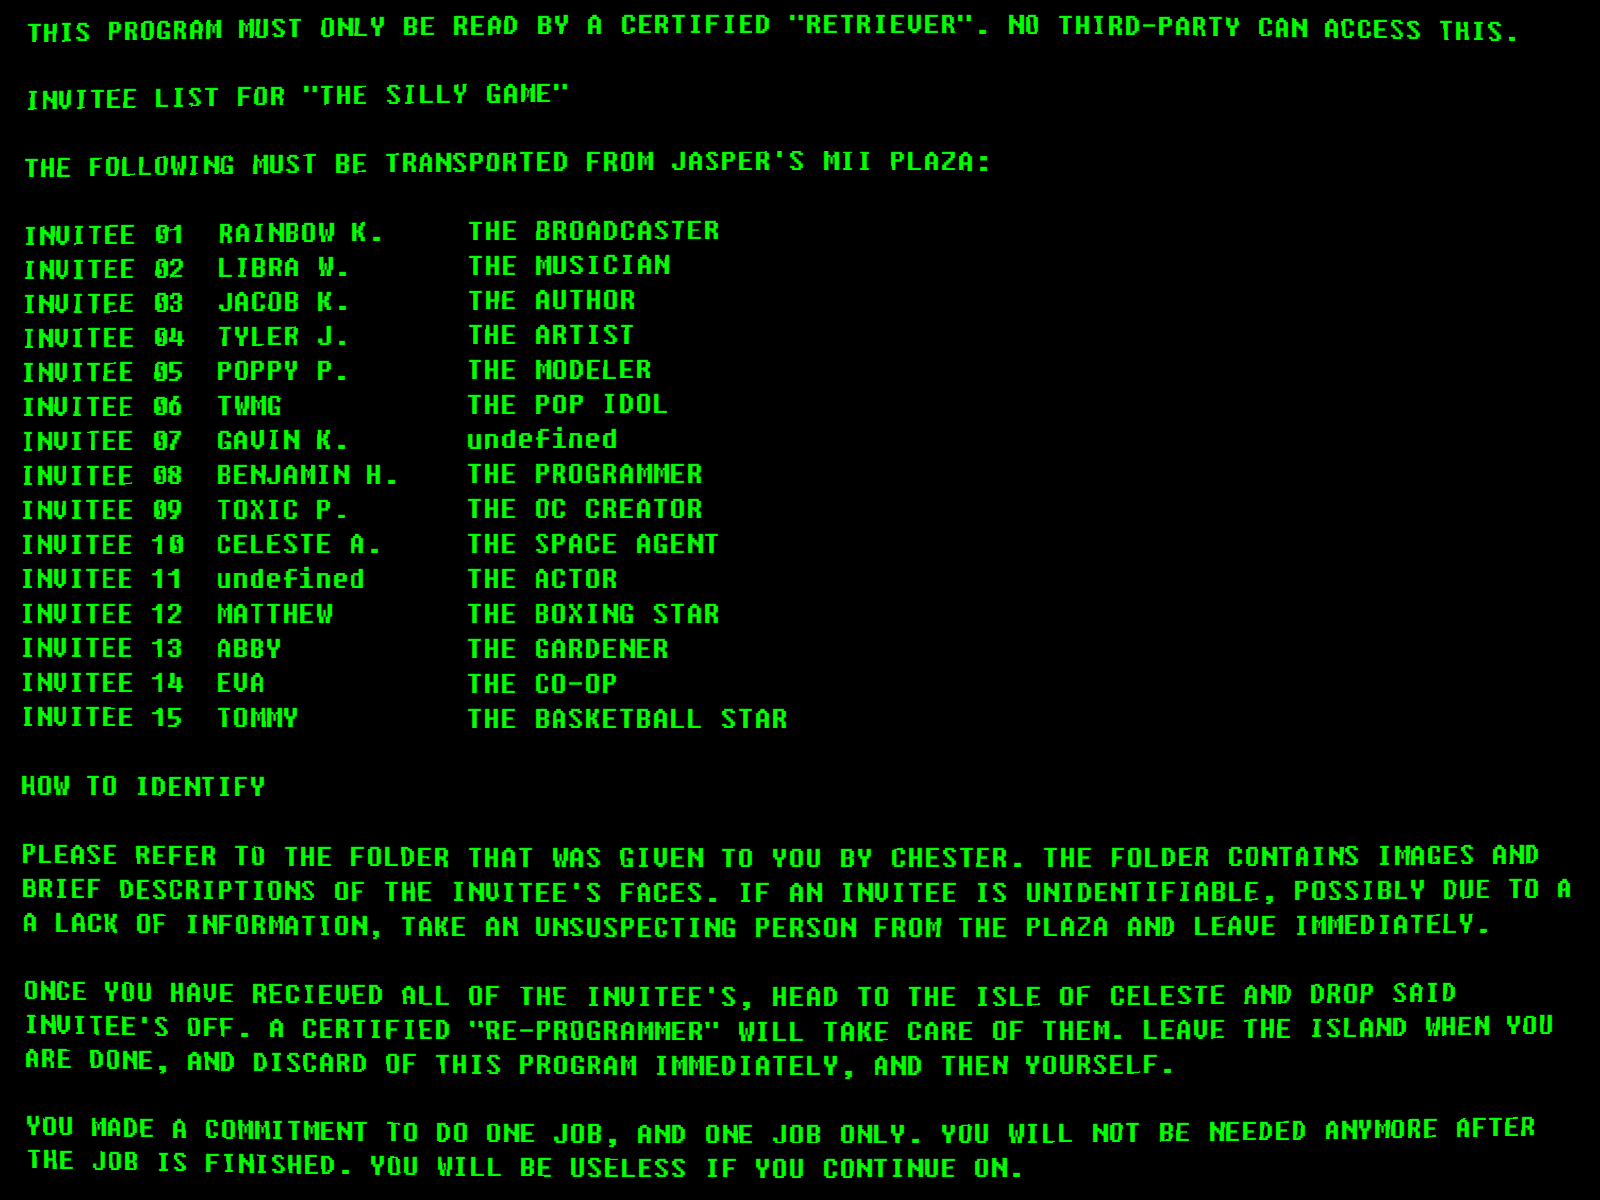 THIS PROGRAM MUST ONLY BE READ BY A CERTIFIED "RETRIEVER". NO THIRD-PARTY CAN ACCESS THIS.
INVITEE LIST FOR "THE SILLY GAME"
THE FOLLOWING MUST BE TRANSPORTED FROM JASPER'S MII PLAZA:
INVITEE 01 RAINBOW K. THE BROADCASTER
INVITEE 02 LIBRA W. THE MUSICIAN
INVITEE 03 JACOB K. THE AUTHOR
INVITEE 04 TYLER J. THE ARTIST
INVITEE 05 POPPY P. THE MODELER
INVITEE 06 TWMG THE POP IDOL
INVITEE 07 GAVIN K. undefined
INVITEE 08 BENJAMIN H. THE PROGRAMMER
INVITEE 09 TOXIC P. THE OC CREATOR
INVITEE 10 CELESTE A. THE SPACE AGENT
INVITEE 11 undefined THE ACTOR
INVITEE 12 MATTHEW THE BOXING STAR
INVITEE 13 ABBY THE GARDENER
INVITEE 14 EVA THE CO-OP
INVITEE 15 TOMMY THE BASKETBALL STAR
HOW TO IDENTIFY
PLEASE REFER TO THE FOLDER THAT WAS GIVEN TO YOU BY CHESTER. THE FOLDER CONTAINS IMAGES AND
BRIEF DESCRIPTIONS OF THE INVITEE'S FACES. IF AN INVITEE IS UNIDENTIFIABLE, POSSIBLY DUE TO A
A LACK OF INFORMATION, TAKE AN UNSUSPECTING PERSON FROM THE PLAZA AND LEAVE IMMEDIATELY.
ONCE YOU HAVE RECIEVED ALL OF THE INVITEE'S, HEAD TO THE ISLE OF CELESTE AND DROP SAID
INVITEE'S OFF. A CERTIFIED "RE-PROGRAMMER" WILL TAKE CARE OF THEM. LEAVE THE ISLAND WHEN YOU
ARE DONE, AND DISCARD OF THIS PROGRAM IMMEDIATELY, AND THEN YOURSELF.
YOU MADE A COMMITMENT TO DO ONE JOB, AND ONE JOB ONLY. YOU WILL NOT BE NEEDED ANYMORE AFTER
THE JOB IS FINISHED. YOU WILL BE USELESS IF YOU CONTINUE ON.